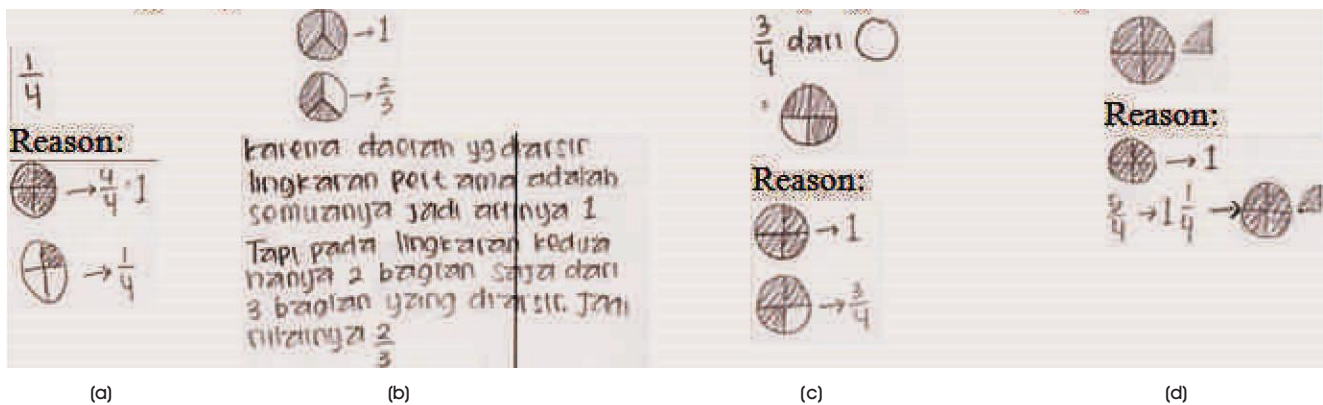 1/4
Reason:
→ 4/4 = 1
→ 1/4
(a)
→ 1
→ 2/3
karena daerah yg diarsir
lingkaran pertama adalah
semuanya jadi artinya 1
Tapi pada lingkaran kedua
hanya 2 bagian saja dari
3 bagian yang diarsir. Jadi
nilainya 2/3
(b)
3/4 dari
Reason:
→ 1
→ 3/4
(c)
Reason:
→ 1
5/4 → 1 1/4 →
(d)